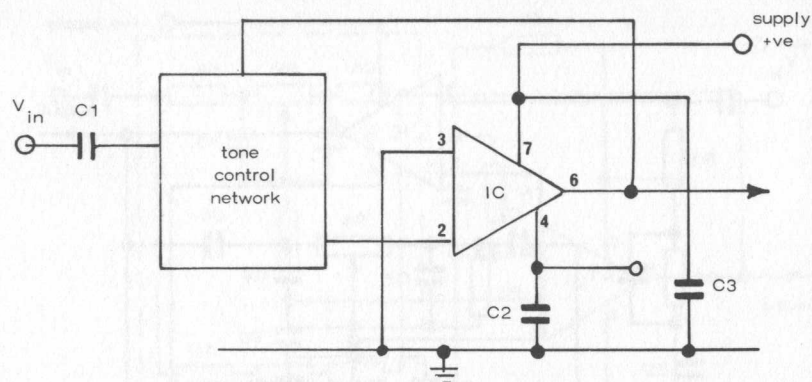 supply
+ve
V in
C1
tone
control
network
3
7
IC
6
2
4
C2
C3